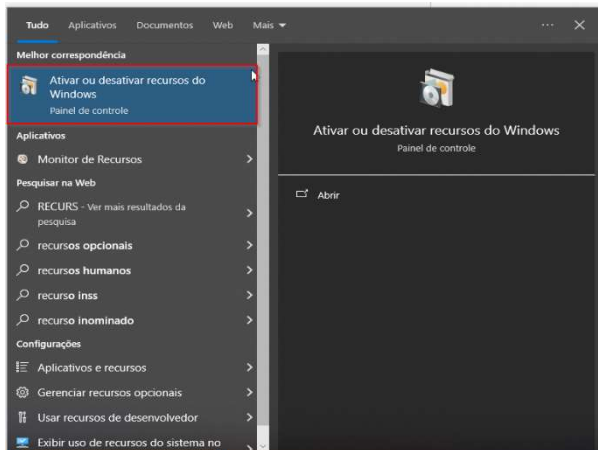 Tudo Aplicativos Documentos Web Mais
Melhor correspondência
Ativar ou desativar recursos do
Windows
Painel de controle
Aplicativos
Monitor de Recursos
Pesquisar na Web
RECURS - Ver mais resultados da
pesquisa
recursos opcionais
recursos humanos
recurso inss
recurso inominado
Configurações
Aplicativos e recursos
Gerenciar recursos opcionais
Usar recursos de desenvolvedor
Exibir uso de recursos do sistema no
Ativar ou desativar recursos do Windows
Painel de controle
Abrir